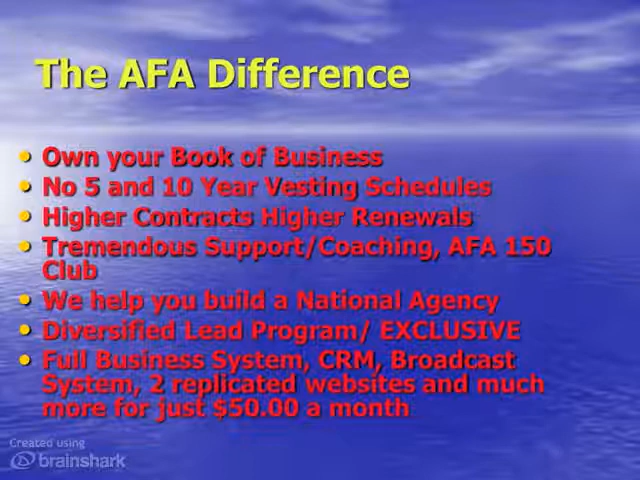 The AFA Difference
• Own your Book of Business
• No 5 and 10 Year Vesting Schedules
• Higher Contracts Higher Renewals
• Tremendous Support/Coaching, AFA 150
Club
• We help you build a National Agency
• Diversified Lead Program/ EXCLUSIVE
• Full Business System, CRM, Broadcast
System, 2 replicated websites and much
more for just $50.00 a month
Created using
brainshark